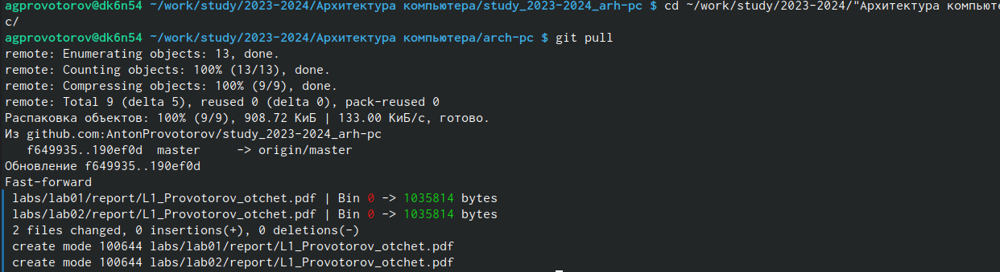 agprovotorov@dk6n54 ~/work/study/2023-2024/Архитектура компьютера/study_2023-2024_arh-pc $ cd ~/work/study/2023-2024/"Архитектура компьюте
c/
agprovotorov@dk6n54 ~/work/study/2023-2024/Архитектура компьютера/arch-pc $ git pull
remote: Enumerating objects: 13, done.
remote: Counting objects: 100% (13/13), done.
remote: Compressing objects: 100% (9/9), done.
remote: Total 9 (delta 5), reused 0 (delta 0), pack-reused 0
Распаковка объектов: 100% (9/9), 908.72 КиБ | 133.00 КиБ/с, готово.
Из github.com:AntonProvotorov/study_2023-2024_arh-pc
   f649935..190ef0d  master     -> origin/master
Обновление f649935..190ef0d
Fast-forward
 labs/lab01/report/L1_Provotorov_otchet.pdf | Bin 0 -> 1035814 bytes
 labs/lab02/report/L1_Provotorov_otchet.pdf | Bin 0 -> 1035814 bytes
 2 files changed, 0 insertions(+), 0 deletions(-)
 create mode 100644 labs/lab01/report/L1_Provotorov_otchet.pdf
 create mode 100644 labs/lab02/report/L1_Provotorov_otchet.pdf